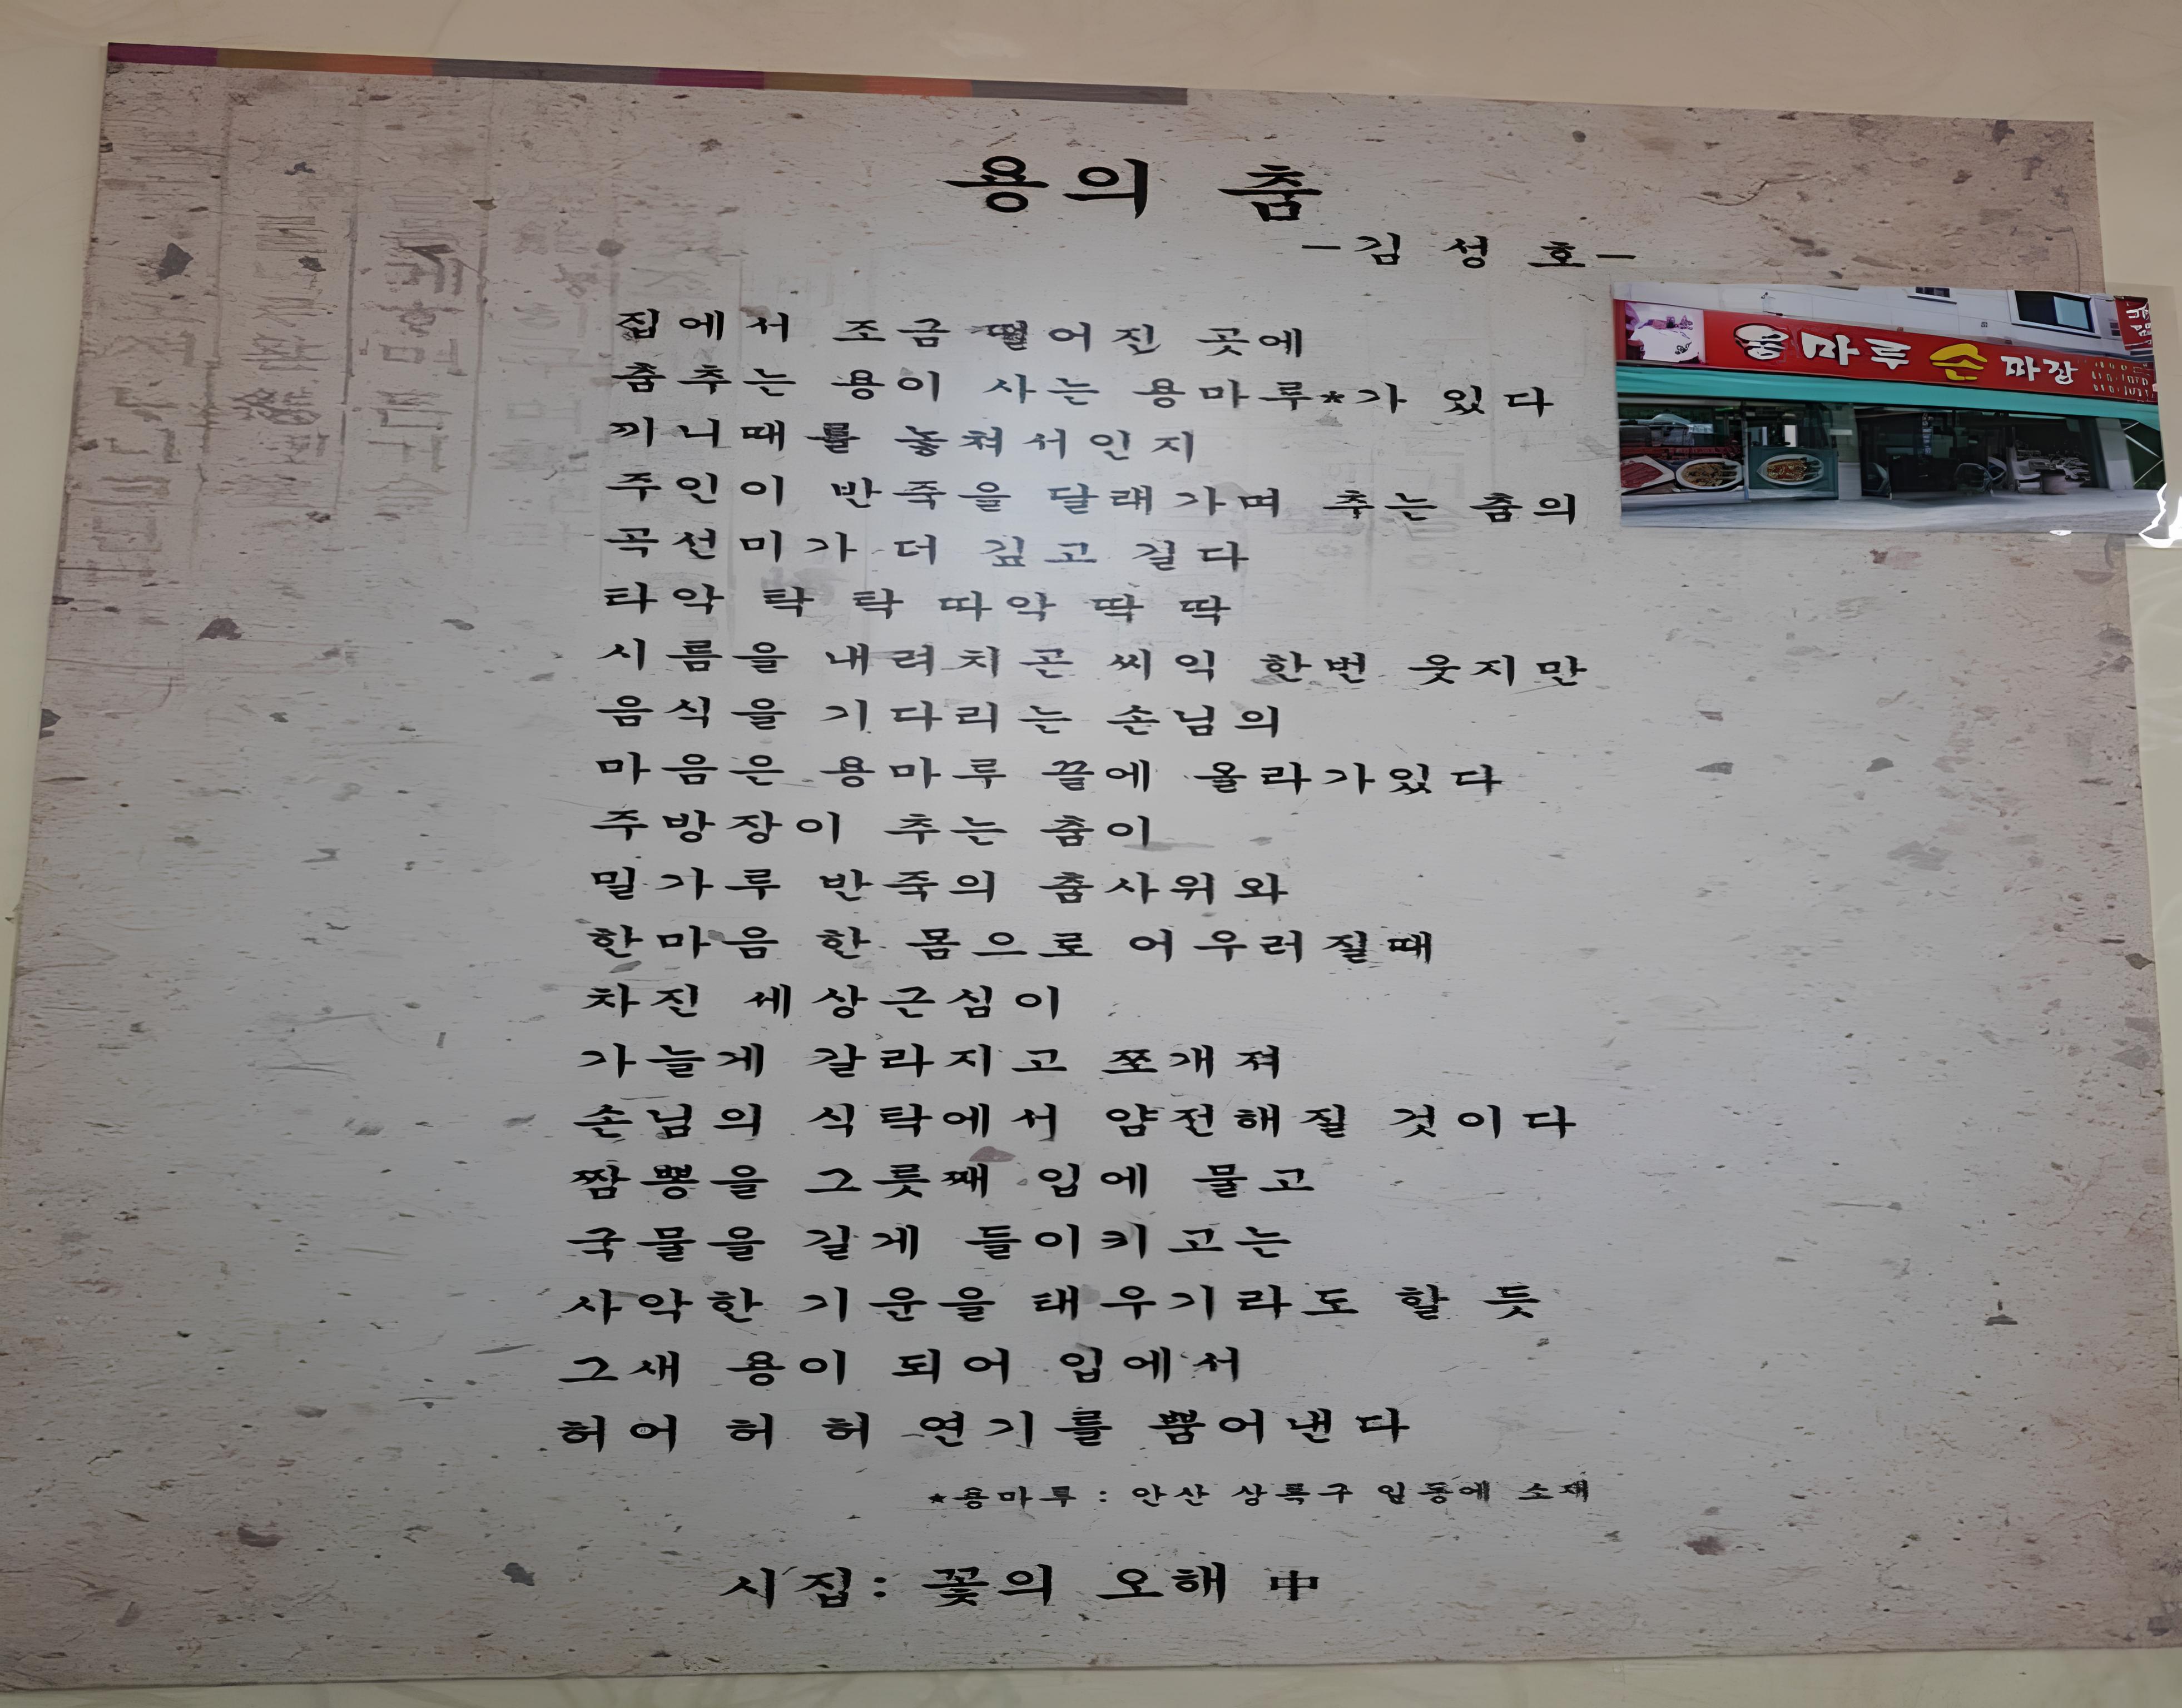 용의 춤
-김 성 호-
집에서 조금 떨어진 곳에
춤추는 용이 사는 용마루*가 있다
끼니때를 놓쳐서인지
주인이 반죽을 달래가며 추는 춤의
곡선미가 더 깊고 길다
타악 탁 탁 따악 딱 딱
시름을 내려치곤 씨익 한번 웃지만
음식을 기다리는 손님의
마음은 용마루 끝에 올라가있다
주방장이 추는 춤이
밀가루 반죽의 춤사위와
한마음 한 몸으로 어우러질때
차진 세상근심이
가늘게 갈라지고 쪼개져
손님의 식탁에서 얌전해질 것이다
짬뽕을 그릇째 입에 물고
국물을 길게 들이키고는
사악한 기운을 태우기라도 할 듯
그새 용이 되어 입에서
허어 허 허 연기를 뿜어낸다
*용마루 : 안산 상록구 일동에 소재
시집: 꽃의 오해 中
용마루 손짜장